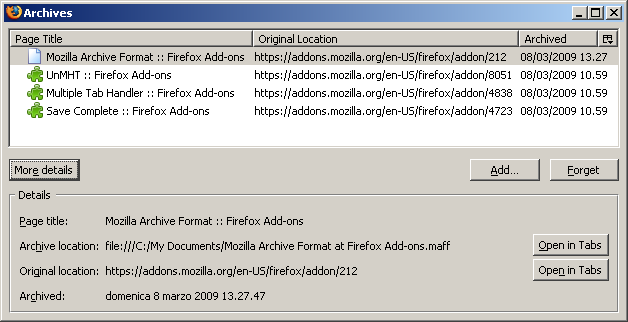 Archives
Page Title Original Location Archived
Mozilla Archive Format :: Firefox Add-ons https://addons.mozilla.org/en-US/firefox/addon/212 08/03/2009 13.27
UnMHT :: Firefox Add-ons https://addons.mozilla.org/en-US/firefox/addon/8051 08/03/2009 10.59
Multiple Tab Handler :: Firefox Add-ons https://addons.mozilla.org/en-US/firefox/addon/4838 08/03/2009 10.59
Save Complete :: Firefox Add-ons https://addons.mozilla.org/en-US/firefox/addon/4723 08/03/2009 10.59
More details Add... Forget
Details
Page title: Mozilla Archive Format :: Firefox Add-ons
Archive location: file:///C:/My Documents/Mozilla Archive Format at Firefox Add-ons.maff Open in Tabs
Original location: https://addons.mozilla.org/en-US/firefox/addon/212 Open in Tabs
Archived: domenica 8 marzo 2009 13.27.47